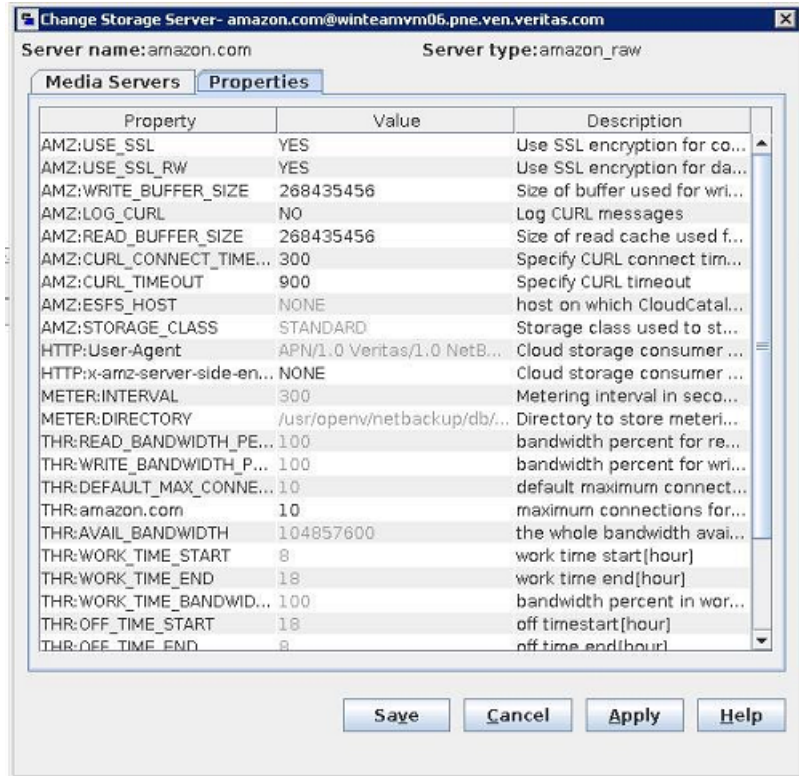 Change Storage Server- amazon.com@winteamvm06.pne.ven.veritas.com
Server name:amazon.com Server type:amazon_raw
Media Servers Properties
Property Value Description
AMZ:USE_SSL YES Use SSL encryption for co...
AMZ:USE_SSL_RW YES Use SSL encryption for da...
AMZ:WRITE_BUFFER_SIZE 268435456 Size of buffer used for wri...
AMZ:LOG_CURL NO Log CURL messages
AMZ:READ_BUFFER_SIZE 268435456 Size of read cache used f...
AMZ:CURL_CONNECT_TIME... 300 Specify CURL connect tim...
AMZ:CURL_TIMEOUT 900 Specify CURL timeout
AMZ:ESFS_HOST NONE host on which CloudCatal...
AMZ:STORAGE_CLASS STANDARD Storage class used to st...
HTTP:User-Agent APN/1.0 Veritas/1.0 NetB... Cloud storage consumer ...
HTTP:x-amz-server-side-en... NONE Cloud storage consumer ...
METER:INTERVAL 300 Metering interval in seco...
METER:DIRECTORY /usr/openv/netbackup/db/... Directory to store meteri...
THR:READ_BANDWIDTH_PE... 100 bandwidth percent for re...
THR:WRITE_BANDWIDTH_P... 100 bandwidth percent for wri...
THR:DEFAULT_MAX_CONNE... 10 default maximum connect...
THR:amazon.com 10 maximum connections for...
THR:AVAIL_BANDWIDTH 104857600 the whole bandwidth avai...
THR:WORK_TIME_START 8 work time start[hour]
THR:WORK_TIME_END 18 work time end[hour]
THR:WORK_TIME_BANDWID... 100 bandwidth percent in wor...
THR:OFF_TIME_START 18 off timestart[hour]
THR:OFF_TIME_END 8 off time end[hour]
Save Cancel Apply Help